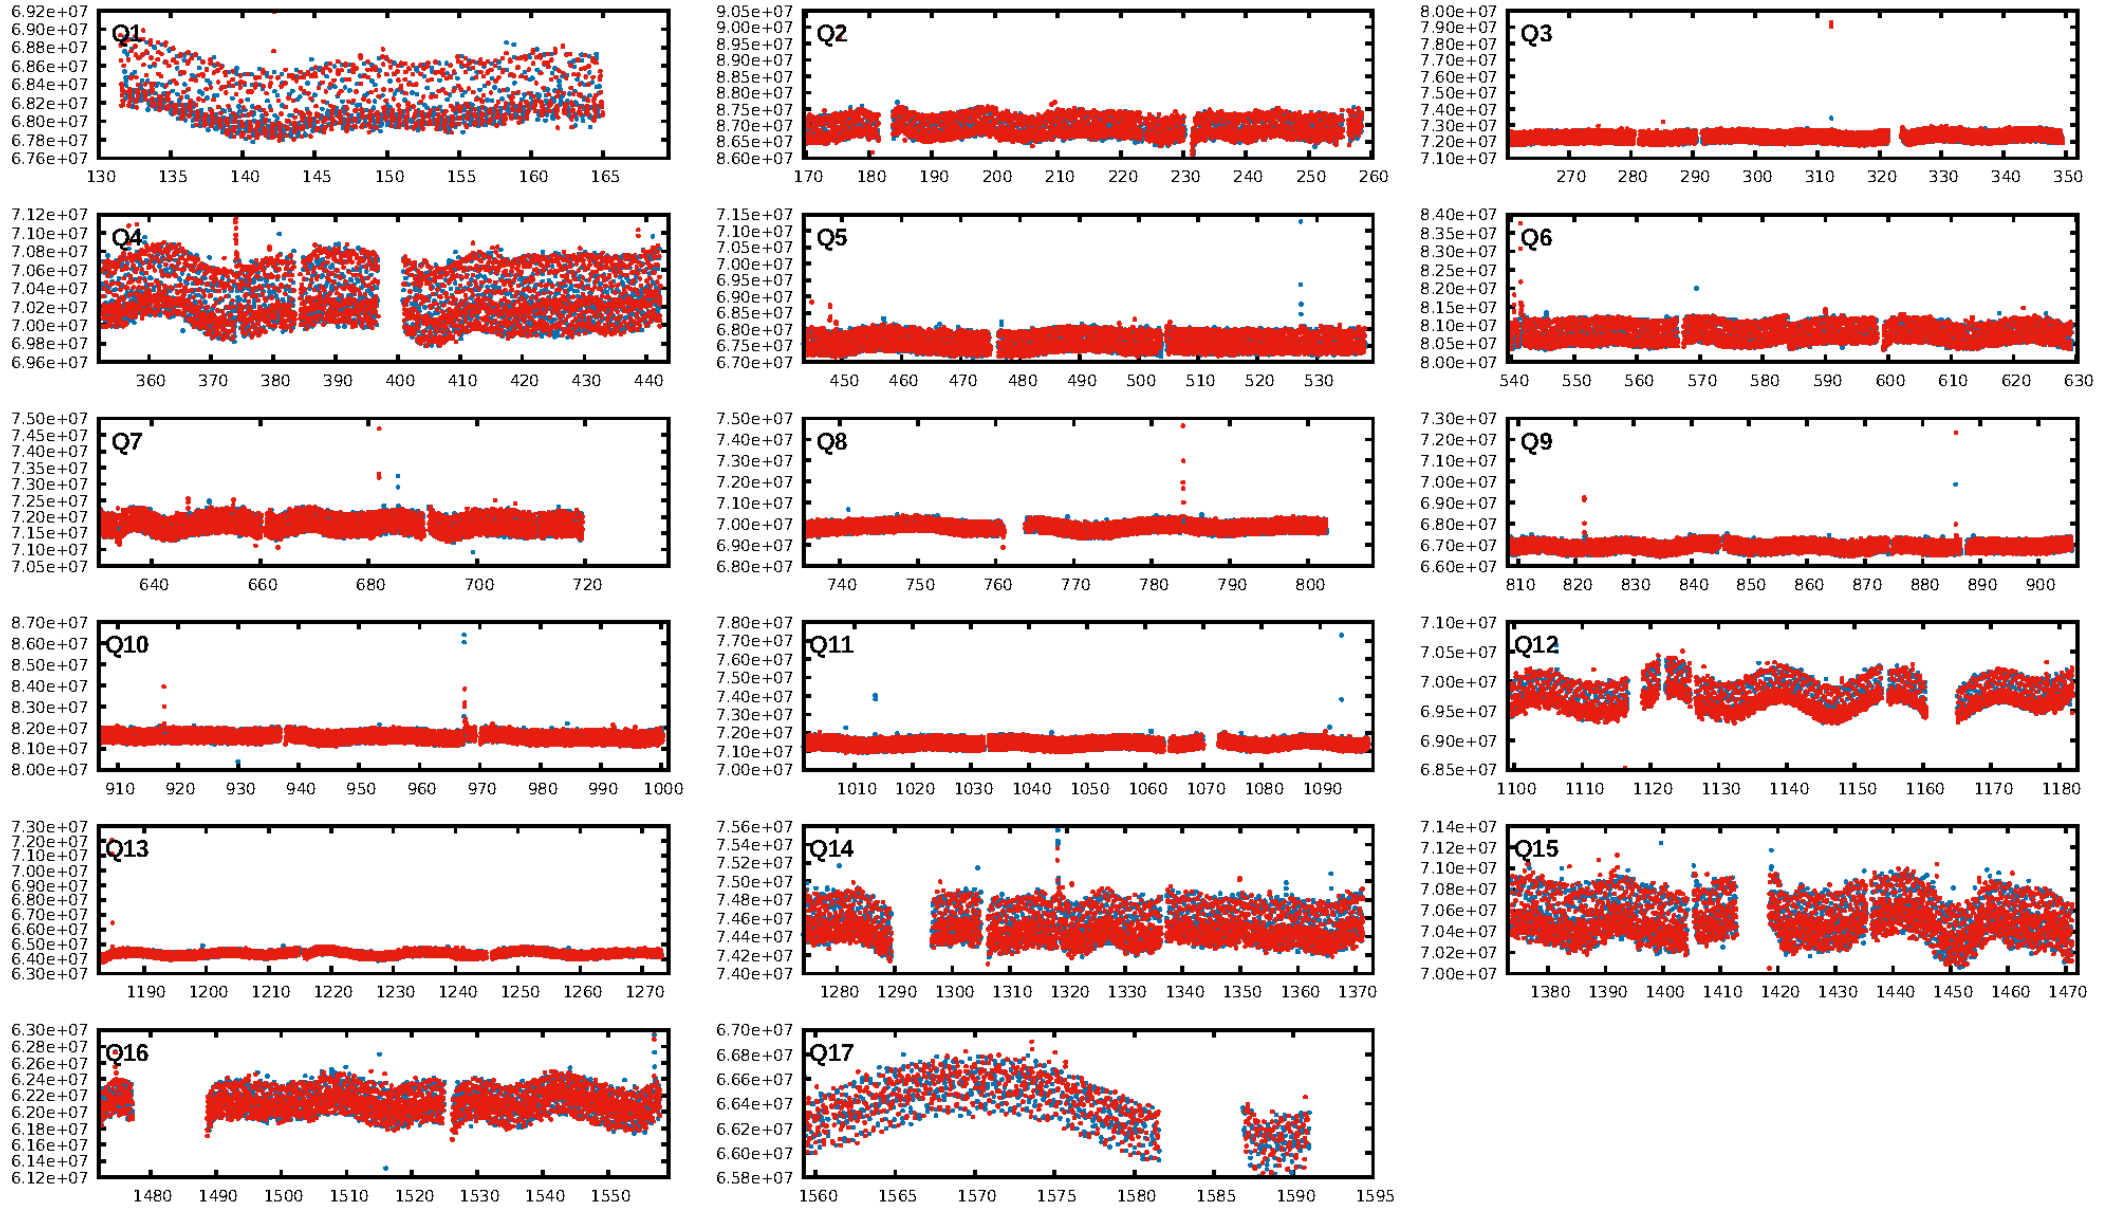 Q1
6.92e+07
6.90e+07
6.88e+07
6.86e+07
6.84e+07
6.82e+07
6.80e+07
6.78e+07
6.76e+07
130 135 140 145 150 155 160 165
Q2
9.05e+07
9.00e+07
8.95e+07
8.90e+07
8.85e+07
8.80e+07
8.75e+07
8.70e+07
8.65e+07
8.60e+07
170 180 190 200 210 220 230 240 250 260
Q3
8.00e+07
7.90e+07
7.80e+07
7.70e+07
7.60e+07
7.50e+07
7.40e+07
7.30e+07
7.20e+07
7.10e+07
270 280 290 300 310 320 330 340 350
Q4
7.12e+07
7.10e+07
7.08e+07
7.06e+07
7.04e+07
7.02e+07
7.00e+07
6.98e+07
6.96e+07
360 370 380 390 400 410 420 430 440
Q5
7.15e+07
7.10e+07
7.05e+07
7.00e+07
6.95e+07
6.90e+07
6.85e+07
6.80e+07
6.75e+07
6.70e+07
450 460 470 480 490 500 510 520 530
Q6
8.40e+07
8.35e+07
8.30e+07
8.25e+07
8.20e+07
8.15e+07
8.10e+07
8.05e+07
8.00e+07
540 550 560 570 580 590 600 610 620 630
Q7
7.50e+07
7.45e+07
7.40e+07
7.35e+07
7.30e+07
7.25e+07
7.20e+07
7.15e+07
7.10e+07
7.05e+07
640 660 680 700 720
Q8
7.50e+07
7.40e+07
7.30e+07
7.20e+07
7.10e+07
7.00e+07
6.90e+07
6.80e+07
740 750 760 770 780 790 800
Q9
7.30e+07
7.20e+07
7.10e+07
7.00e+07
6.90e+07
6.80e+07
6.70e+07
6.60e+07
810 820 830 840 850 860 870 880 890 900
Q10
8.70e+07
8.60e+07
8.50e+07
8.40e+07
8.30e+07
8.20e+07
8.10e+07
8.00e+07
910 920 930 940 950 960 970 980 990 1000
Q11
7.80e+07
7.70e+07
7.60e+07
7.50e+07
7.40e+07
7.30e+07
7.20e+07
7.10e+07
7.00e+07
1010 1020 1030 1040 1050 1060 1070 1080 1090
Q12
7.10e+07
7.05e+07
7.00e+07
6.95e+07
6.90e+07
6.85e+07
1100 1110 1120 1130 1140 1150 1160 1170 1180
Q13
7.30e+07
7.20e+07
7.10e+07
7.00e+07
6.90e+07
6.80e+07
6.70e+07
6.60e+07
6.50e+07
6.40e+07
6.30e+07
1190 1200 1210 1220 1230 1240 1250 1260 1270
Q14
7.56e+07
7.54e+07
7.52e+07
7.50e+07
7.48e+07
7.46e+07
7.44e+07
7.42e+07
7.40e+07
1280 1290 1300 1310 1320 1330 1340 1350 1360 1370
Q15
7.14e+07
7.12e+07
7.10e+07
7.08e+07
7.06e+07
7.04e+07
7.02e+07
7.00e+07
1380 1390 1400 1410 1420 1430 1440 1450 1460 1470
Q16
6.30e+07
6.28e+07
6.26e+07
6.24e+07
6.22e+07
6.20e+07
6.18e+07
6.16e+07
6.14e+07
6.12e+07
1480 1490 1500 1510 1520 1530 1540 1550
Q17
6.70e+07
6.68e+07
6.66e+07
6.64e+07
6.62e+07
6.60e+07
6.58e+07
1560 1565 1570 1575 1580 1585 1590 1595